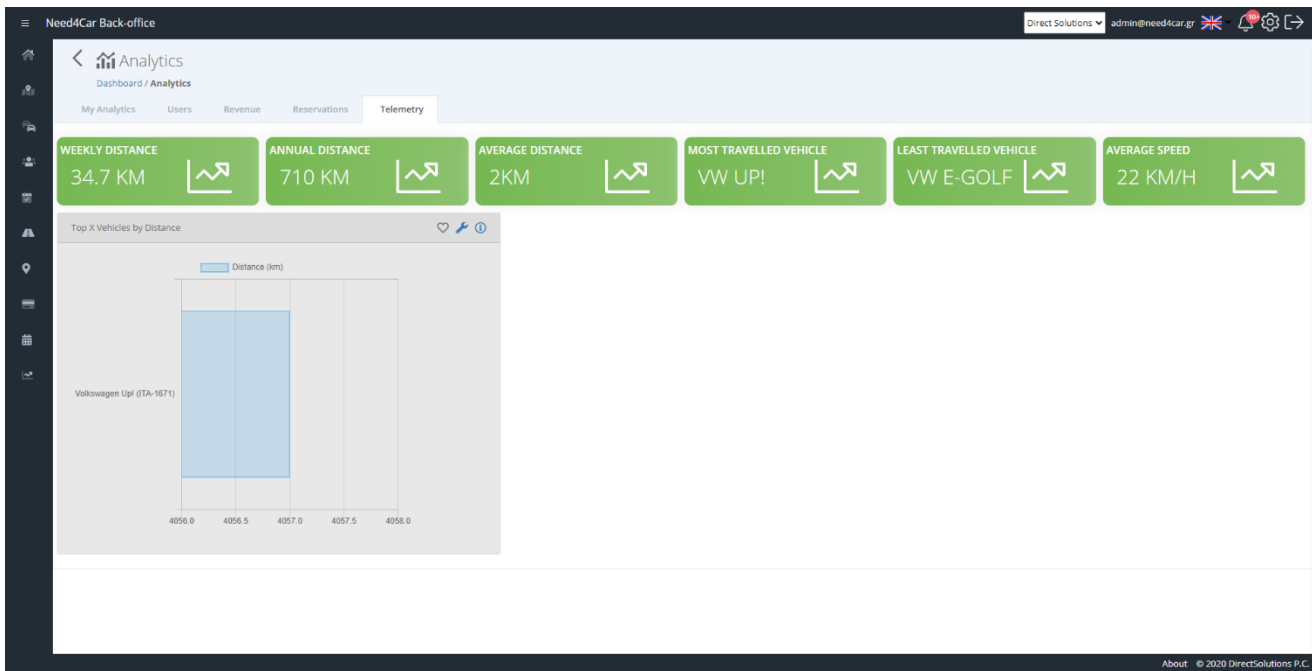 Need4Car Back-office
Direct Solutions
admin@need4car.gr
10+
Analytics
Dashboard / Analytics
My Analytics
Users
Revenue
Reservations
Telemetry
WEEKLY DISTANCE
34.7 KM
ANNUAL DISTANCE
710 KM
AVERAGE DISTANCE
2KM
MOST TRAVELLED VEHICLE
VW UP!
LEAST TRAVELLED VEHICLE
VW E-GOLF
AVERAGE SPEED
22 KM/H
Top X Vehicles by Distance
Distance (km)
Volkswagen Up! (ITA-1671)
4056.0 4056.5 4057.0 4057.5 4058.0
About © 2020 DirectSolutions P.C.